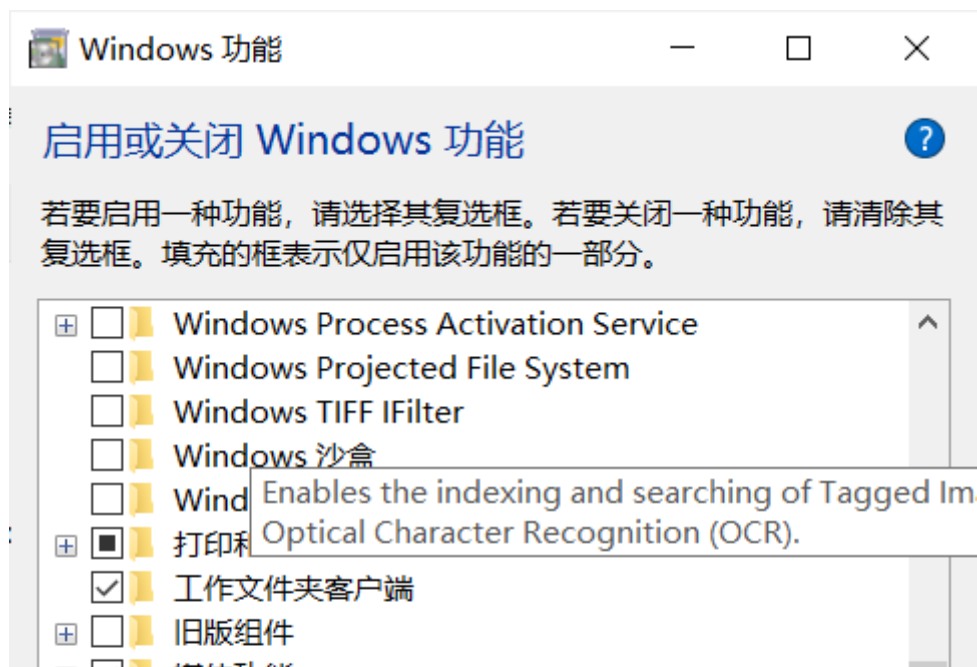 Windows 功能
启用或关闭 Windows 功能
若要启用一种功能，请选择其复选框。若要关闭一种功能，请清除其
复选框。填充的框表示仅启用该功能的一部分。
Windows Process Activation Service
Windows Projected File System
Windows TIFF IFilter
Windows 沙盒
Enables the indexing and searching of Tagged
Optical Character Recognition (OCR).
打印
工作文件夹客户端
旧版组件